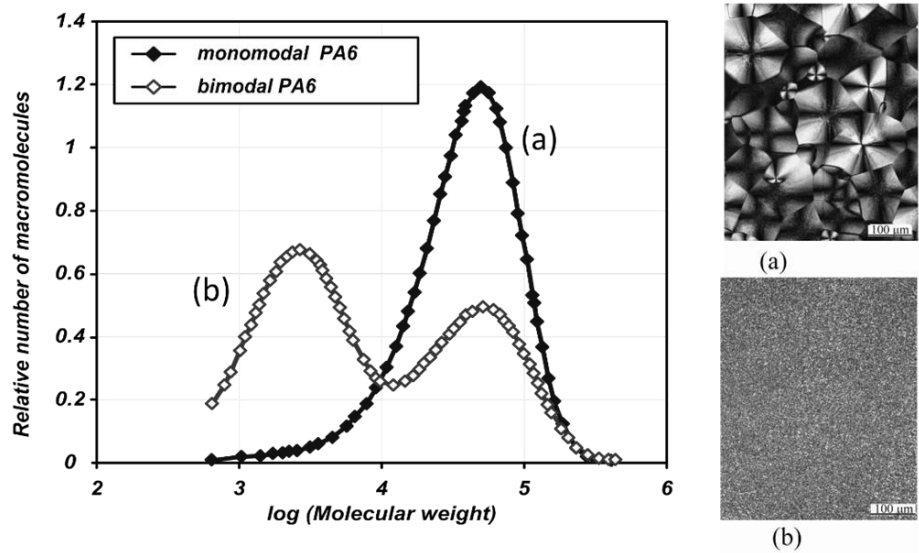 1.4
1.2
1
0.8
0.6
0.4
0.2
0
Relative number of macromolecules
monomodal PA6
bimodal PA6
(a)
(b)
2 3 4 5 6
log (Molecular weight)
100 μm
(a)
100 μm
(b)